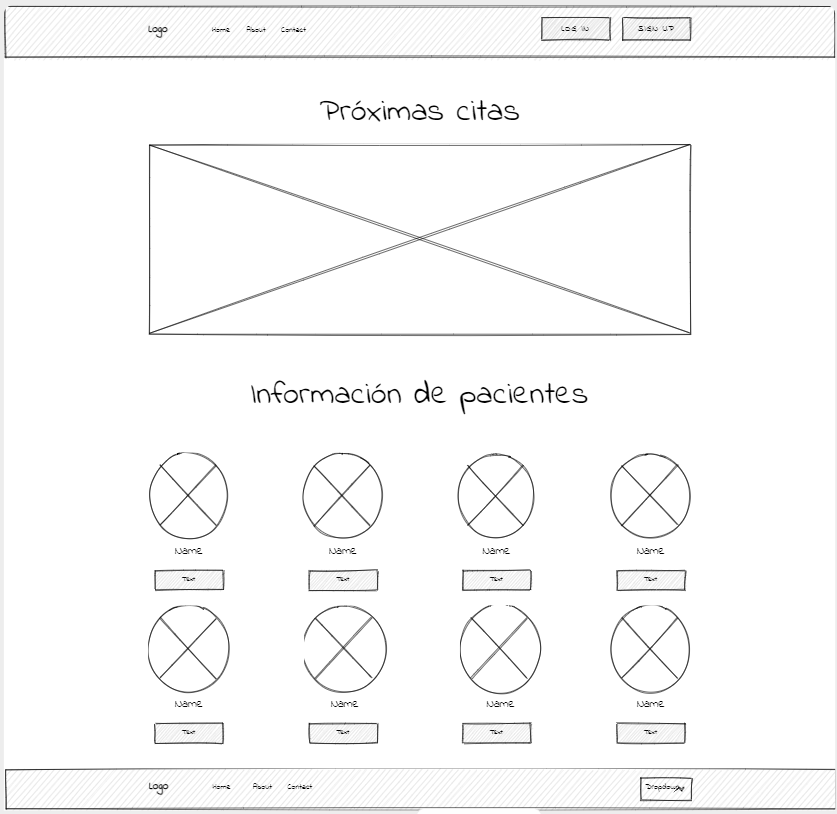 Logo Home About Contact LOG IN SIGN UP
Próximas citas
Información de pacientes
Name Name Name Name
Text Text Text Text
Name Name Name Name
Text Text Text Text
Logo Home About Contact Dropdown